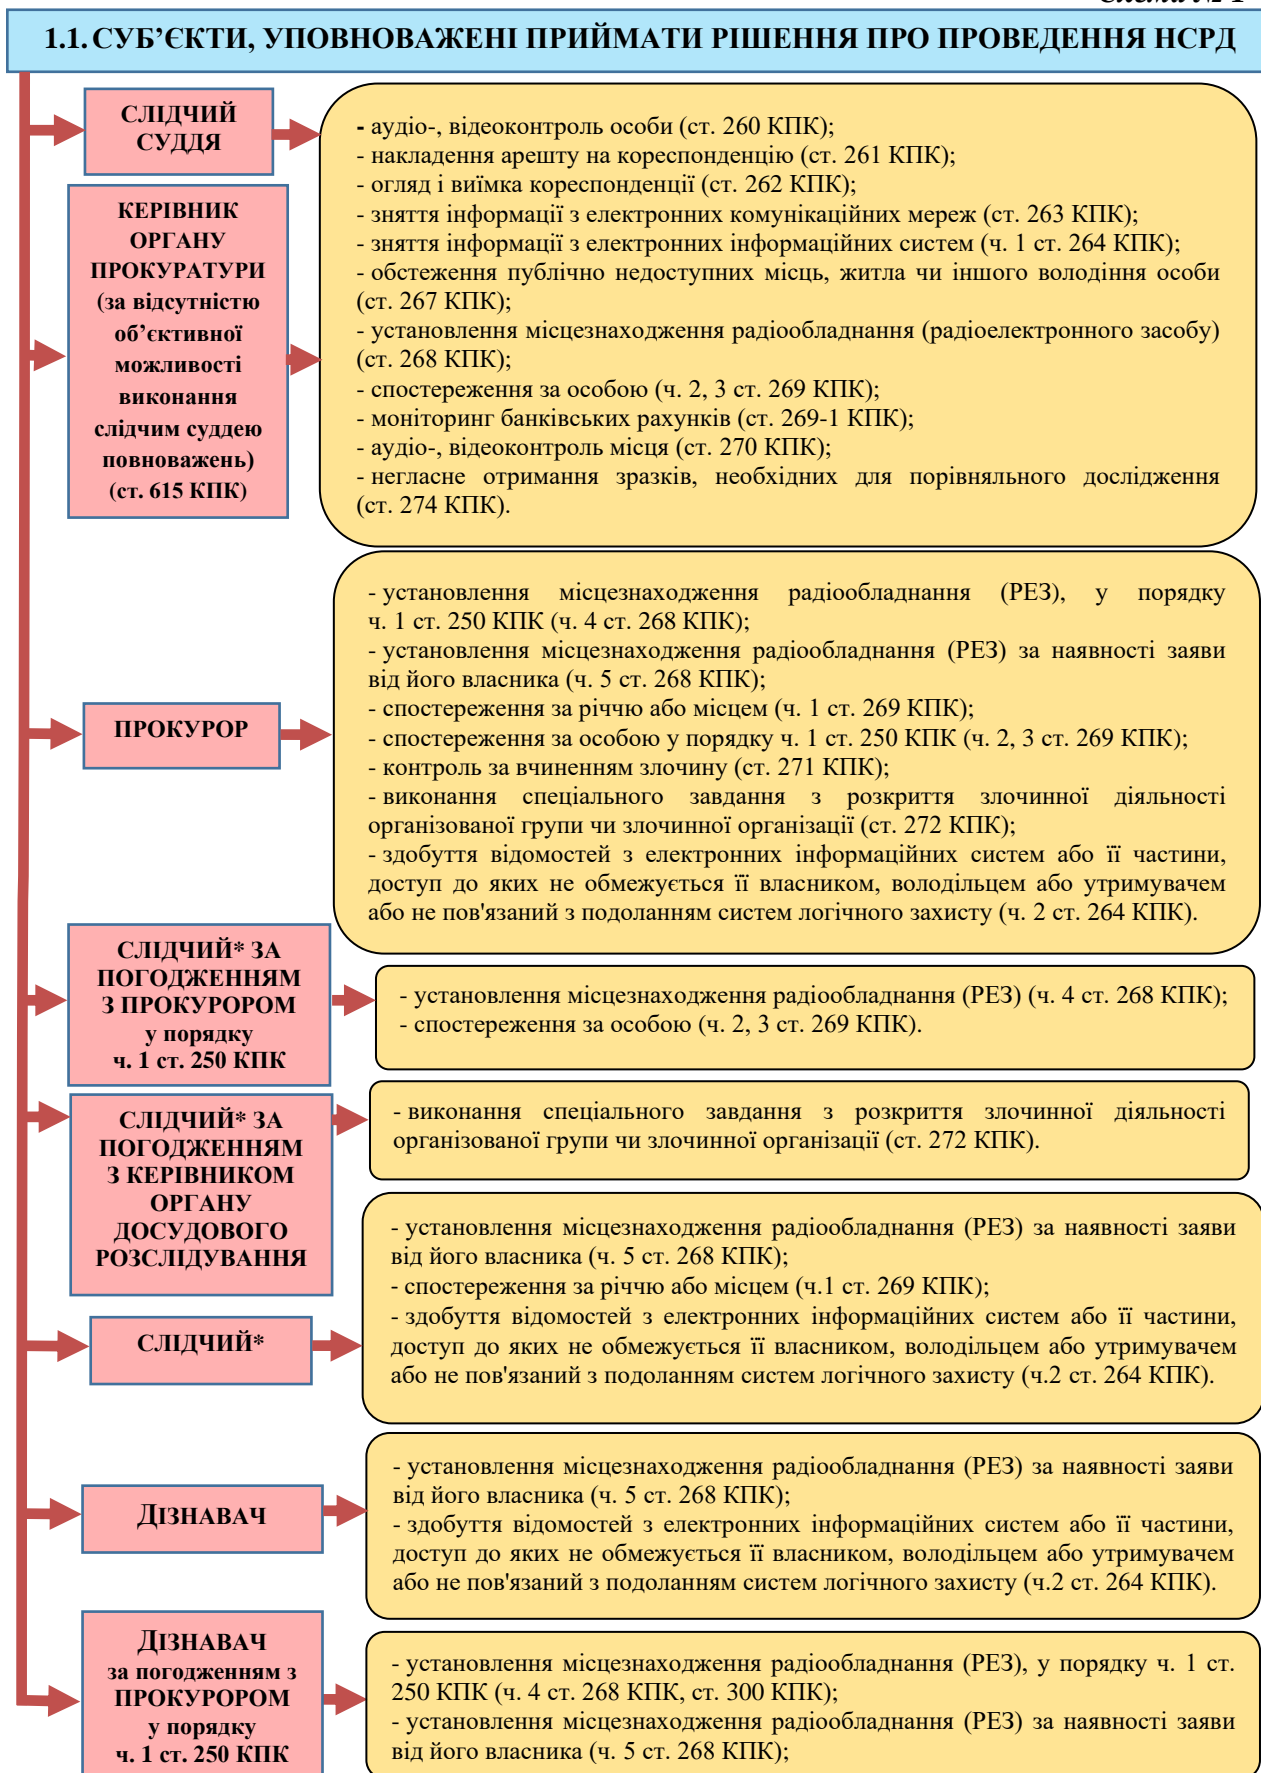 1.1. СУБ’ЄКТИ, УПОВНОВАЖЕНІ ПРИЙМАТИ РІШЕННЯ ПРО ПРОВЕДЕННЯ НСРД
СЛІДЧИЙ
СУДДЯ
- аудіо-, відеоконтроль особи (ст. 260 КПК);
- накладення арешту на кореспонденцію (ст. 261 КПК);
- огляд і виїмка кореспонденції (ст. 262 КПК);
- зняття інформації з електронних комунікаційних мереж (ст. 263 КПК);
- зняття інформації з електронних інформаційних систем (ч. 1 ст. 264 КПК);
- обстеження публічно недоступних місць, житла чи іншого володіння особи
(ст. 267 КПК);
- установлення місцезнаходження радіообладнання (радіоелектронного засобу)
(ст. 268 КПК);
- спостереження за особою (ч. 2, 3 ст. 269 КПК);
- моніторинг банківських рахунків (ст. 269-1 КПК);
- аудіо-, відеоконтроль місця (ст. 270 КПК);
- негласне отримання зразків, необхідних для порівняльного дослідження
(ст. 274 КПК).
КЕРІВНИК
ОРГАНУ
ПРОКУРАТУРИ
(за відсутністю
об’єктивної
можливості
виконання
слідчим суддею
повноважень)
(ст. 615 КПК)
ПРОКУРОР
- установлення місцезнаходження радіообладнання (РЕЗ), у порядку
ч. 1 ст. 250 КПК (ч. 4 ст. 268 КПК);
- установлення місцезнаходження радіообладнання (РЕЗ) за наявності заяви
від його власника (ч. 5 ст. 268 КПК);
- спостереження за річчю або місцем (ч. 1 ст. 269 КПК);
- спостереження за особою у порядку ч. 1 ст. 250 КПК (ч. 2, 3 ст. 269 КПК);
- контроль за вчиненням злочину (ст. 271 КПК);
- виконання спеціального завдання з розкриття злочинної діяльності
організованої групи чи злочинної організації (ст. 272 КПК);
- здобуття відомостей з електронних інформаційних систем або її частини,
доступ до яких не обмежується її власником, володільцем або утримувачем
або не пов'язаний з подоланням систем логічного захисту (ч. 2 ст. 264 КПК).
СЛІДЧИЙ* ЗА
ПОГОДЖЕННЯМ
З ПРОКУРОРОМ
у порядку
ч. 1 ст. 250 КПК
- установлення місцезнаходження радіообладнання (РЕЗ) (ч. 4 ст. 268 КПК);
- спостереження за особою (ч. 2, 3 ст. 269 КПК).
СЛІДЧИЙ* ЗА
ПОГОДЖЕННЯМ
З КЕРІВНИКОМ
ОРГАНУ
ДОСУДОВОГО
РОЗСЛІДУВАННЯ
- виконання спеціального завдання з розкриття злочинної діяльності
організованої групи чи злочинної організації (ст. 272 КПК).
СЛІДЧИЙ*
- установлення місцезнаходження радіообладнання (РЕЗ) за наявності заяви
від його власника (ч. 5 ст. 268 КПК);
- спостереження за річчю або місцем (ч.1 ст. 269 КПК);
- здобуття відомостей з електронних інформаційних систем або її частини,
доступ до яких не обмежується її власником, володільцем або утримувачем
або не пов'язаний з подоланням систем логічного захисту (ч.2 ст. 264 КПК).
ДІЗНАВАЧ
- установлення місцезнаходження радіообладнання (РЕЗ) за наявності заяви
від його власника (ч. 5 ст. 268 КПК);
- здобуття відомостей з електронних інформаційних систем або її частини,
доступ до яких не обмежується її власником, володільцем або утримувачем
або не пов'язаний з подоланням систем логічного захисту (ч.2 ст. 264 КПК).
ДІЗНАВАЧ
за погодженням з
ПРОКУРОРОМ
у порядку
ч. 1 ст. 250 КПК
- установлення місцезнаходження радіообладнання (РЕЗ), у порядку ч. 1 ст.
250 КПК (ч. 4 ст. 268 КПК, ст. 300 КПК);
- установлення місцезнаходження радіообладнання (РЕЗ) за наявності заяви
від його власника (ч. 5 ст. 268 КПК);